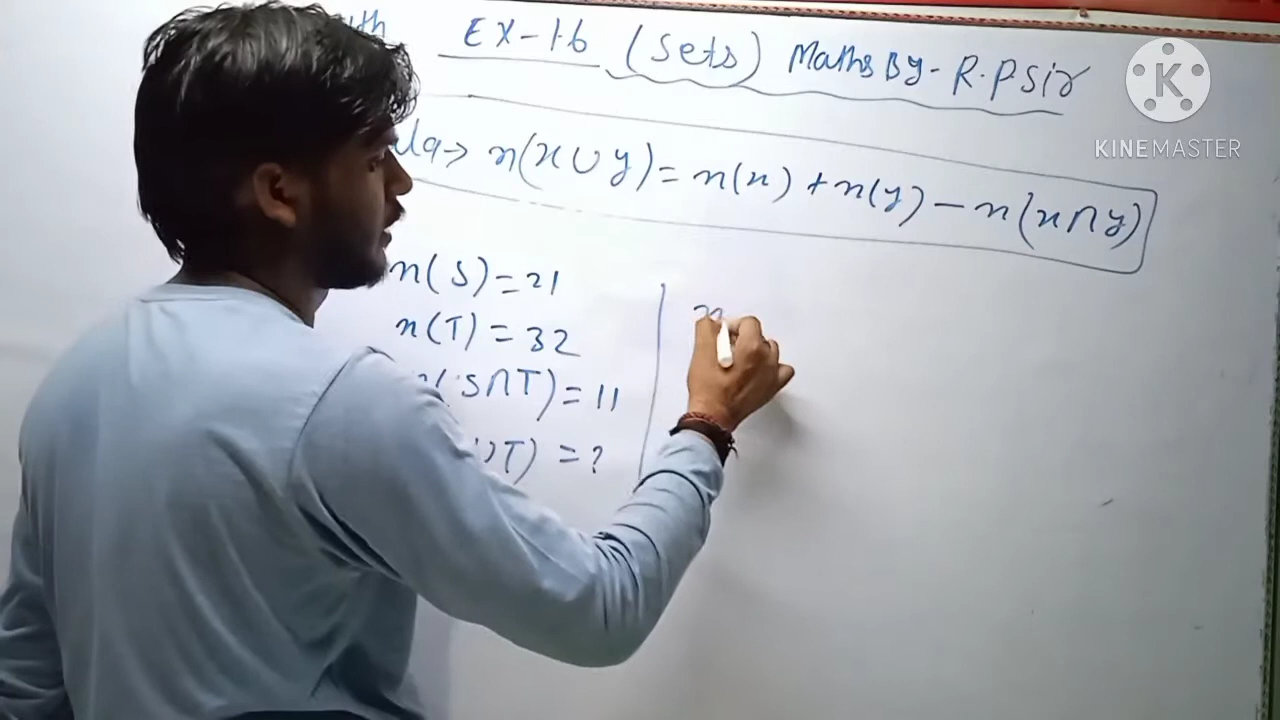 EX-1.6 (Sets) Maths By- R.P Sir
K
KINEMASTER
n(x∪y)=n(x)+n(y)-n(x∩y)
n(S)=21
n(T)=32
S∩T)=11
∪T)=?
n